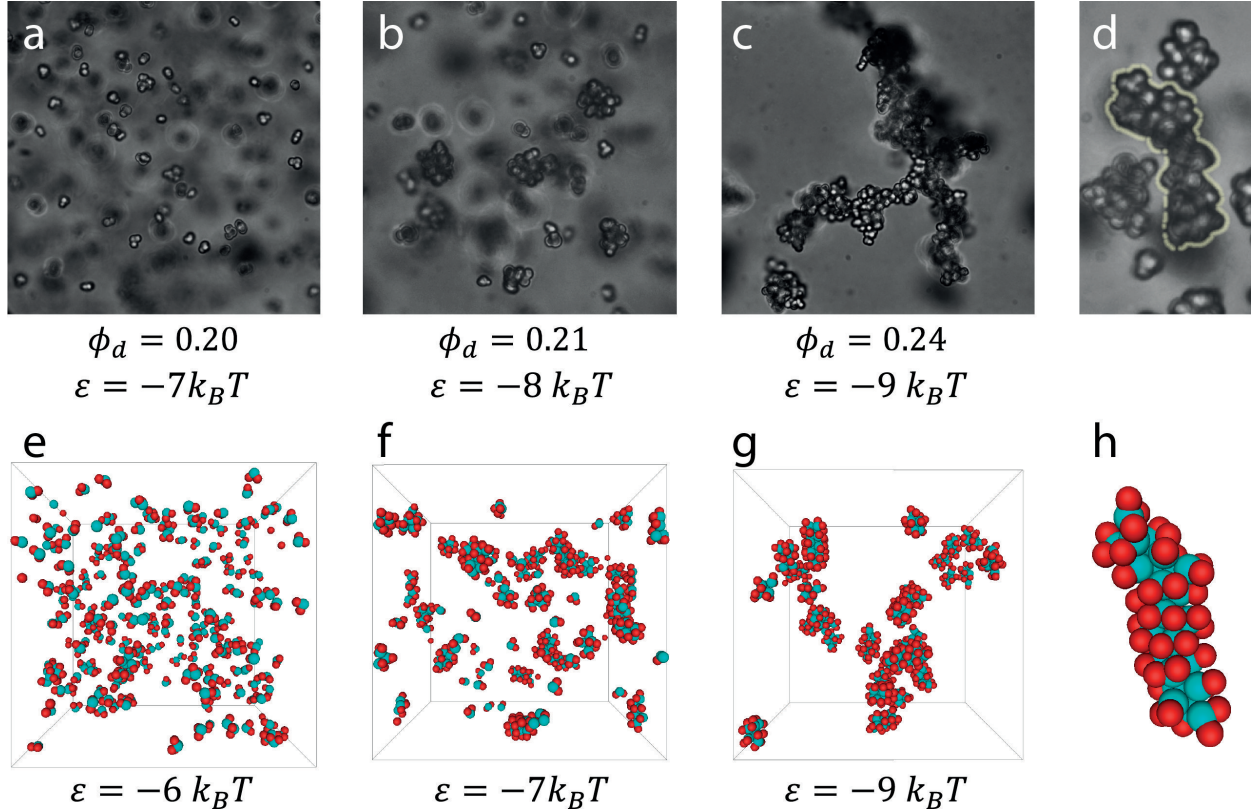 a b c d
ϕ_d = 0.20 ϕ_d = 0.21 ϕ_d = 0.24
ε = −7k_BT ε = −8 k_BT ε = −9 k_BT
e f g h
ε = −6 k_BT ε = −7k_BT ε = −9 k_BT